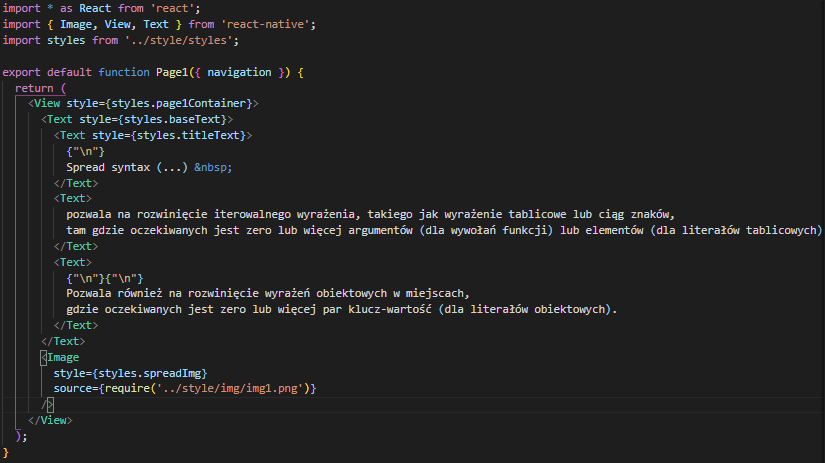 import * as React from 'react';
import { Image, View, Text } from 'react-native';
import styles from '../style/styles';
export default function Page1({ navigation }) {
return (
<View style={styles.page1Container}>
<Text style={styles.baseText}>
<Text style={styles.titleText}>
{"\n"}
Spread syntax (...) &nbsp;
</Text>
<Text>
pozwala na rozwinięcie iterowalnego wyrażenia, takiego jak wyrażenie tablicowe lub ciąg znaków,
tam gdzie oczekiwanych jest zero lub więcej argumentów (dla wywołań funkcji) lub elementów (dla literałów tablicowych)
</Text>
<Text>
{"\n"}{"\n"}
Pozwala również na rozwinięcie wyrażeń obiektowych w miejscach,
gdzie oczekiwanych jest zero lub więcej par klucz-wartość (dla literałów obiektowych).
</Text>
</Text>
<Image
style={styles.spreadImg}
source={require('../style/img/img1.png')}
/>
</View>
);
}